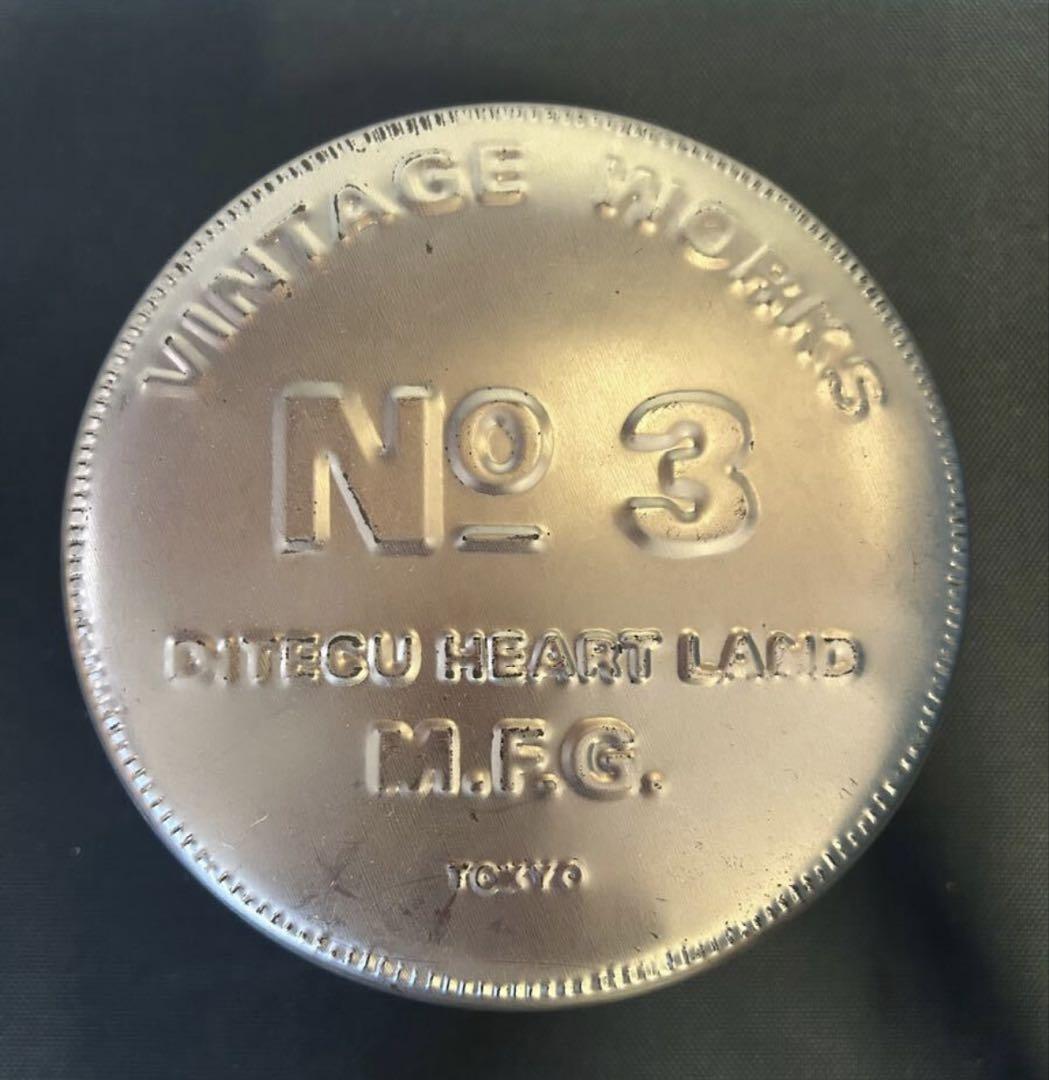 VINTAGE WORKS
Nº 3
DITECU HEART LAND
M.F.G.
TOKYO